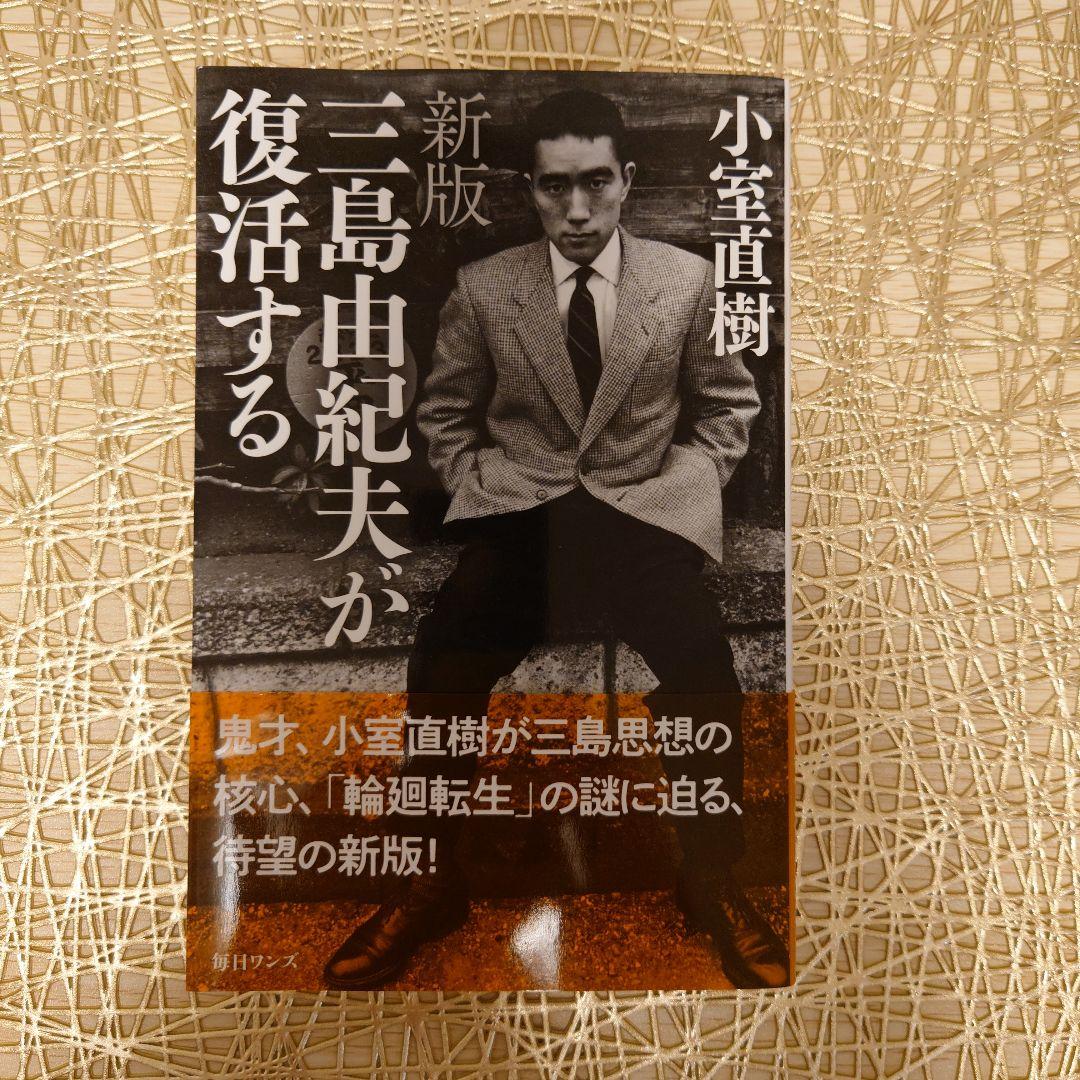 小室直樹
新版
三島由紀夫が
復活する
鬼才、小室直樹が三島思想の
核心、「輪廻転生」の謎に迫る、
待望の新版!
毎日ワンズ